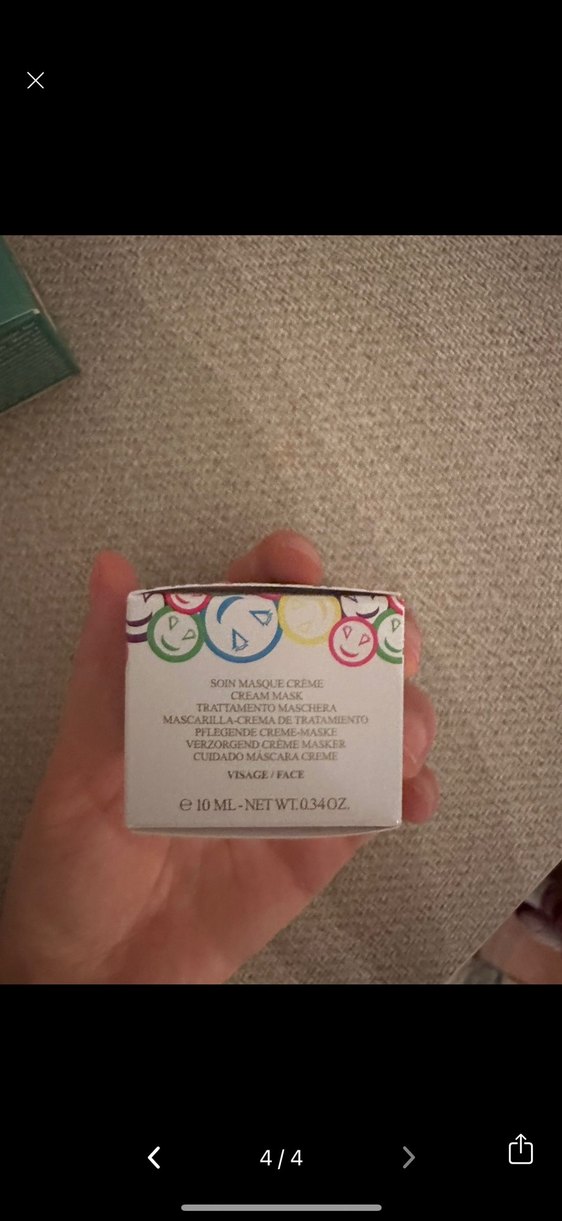 SOIN MASQUE CRÈME
CREAM MASK
TRATTAMENTO MASCHERA
MASCARILLA-CREMA DE TRATAMIENTO
PFLEGENDE CREME-MASKE
VERZORGEND CRÈME MASKER
CUIDADO MÁSCARA CREME
VISAGE / FACE
℮ 10 ML - NET WT. 0.34 OZ.
4 / 4